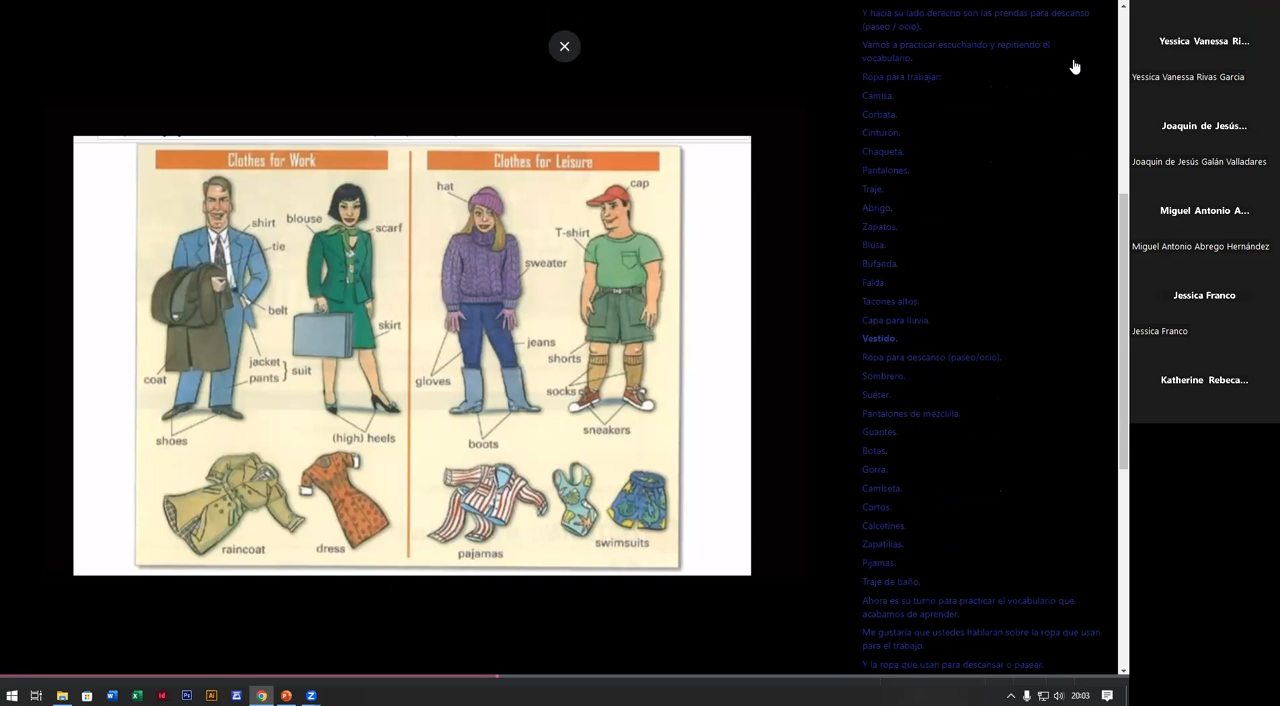 Clothes for Work
Clothes for Leisure
shirt
blouse
scarf
tie
belt
skirt
jacket
pants
suit
coat
shoes
(high) heels
raincoat
dress
hat
cap
T-shirt
sweater
jeans
shorts
gloves
socks
boots
sneakers
pajamas
swimsuits
Y hacia su lado derecho son las prendas para descanso
(paseo / ocio).
Vamos a practicar escuchando y repitiendo el
vocabulario.
Ropa para trabajar:
Camisa.
Corbata.
Cinturón.
Chaqueta.
Pantalones.
Traje.
Abrigo.
Zapatos.
Blusa.
Bufanda.
Falda.
Tacones altos.
Capa para lluvia.
Vestido.
Ropa para descanso (paseo/ocio).
Sombrero.
Suéter.
Pantalones de mezclilla.
Guantes.
Botas.
Gorra.
Camiseta.
Cortos.
Calcetines.
Zapatillas.
Pijamas.
Traje de baño.
Ahora es su turno para practicar el vocabulario que
acabamos de aprender.
Me gustaría que ustedes hablaran sobre la ropa que usan
para el trabajo.
Y la ropa que usan para descansar o pasear.
Yessica Vanessa Ri...
Yessica Vanessa Rivas Garcia
Joaquin de Jesús...
Joaquin de Jesús Galán Valladares
Miguel Antonio A...
Miguel Antonio Abrego Hernández
Jessica Franco
Jessica Franco
Katherine Rebeca...
20:03